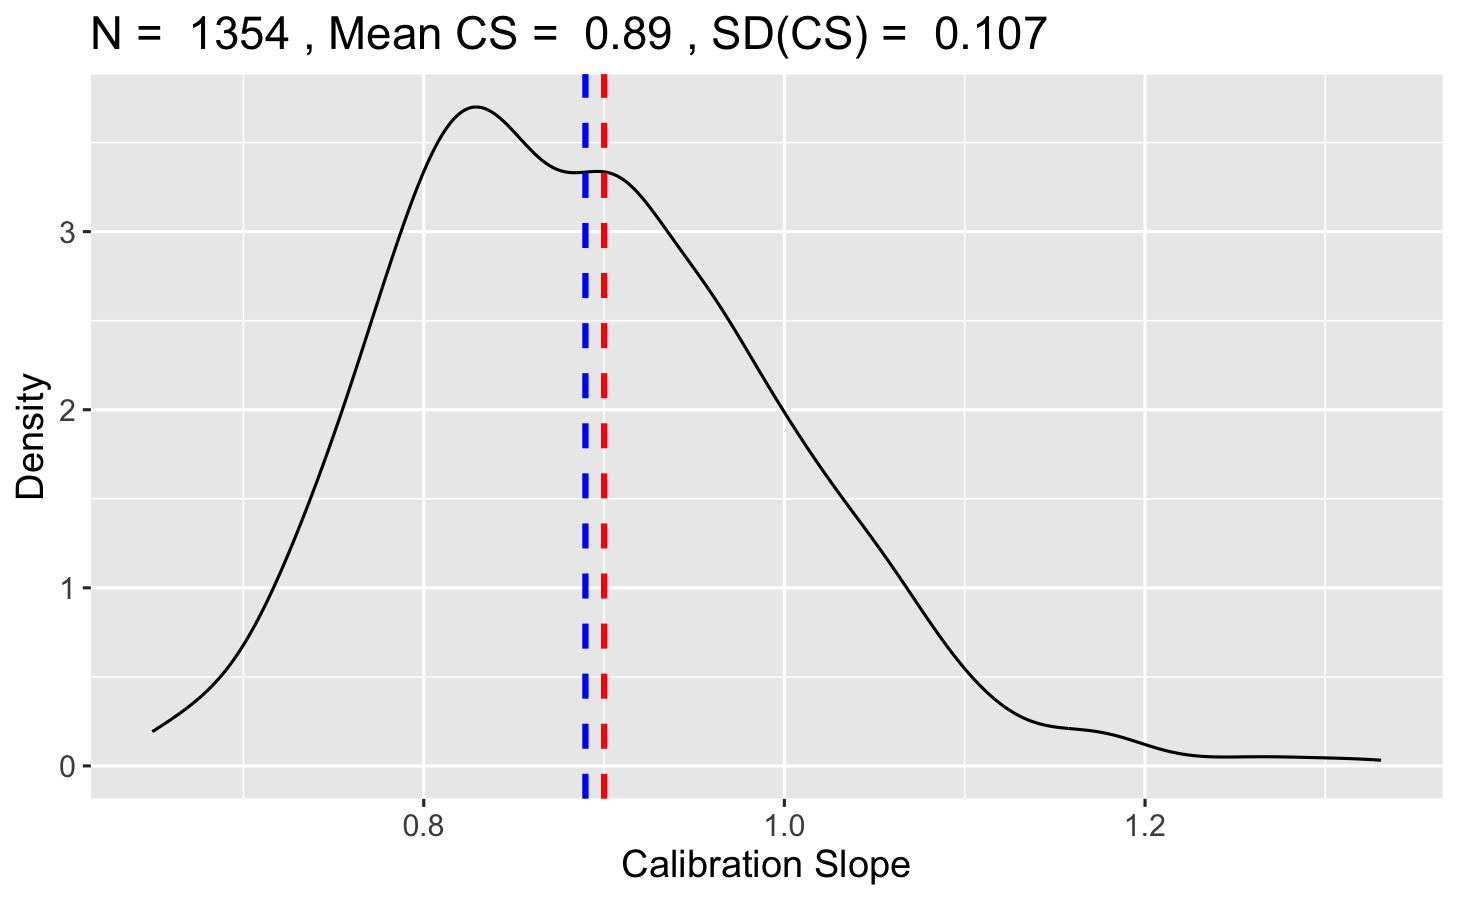 N =  1354 , Mean CS =  0.89 , SD(CS) =  0.107
Density
3
2
1
0
0.8 1.0 1.2
Calibration Slope